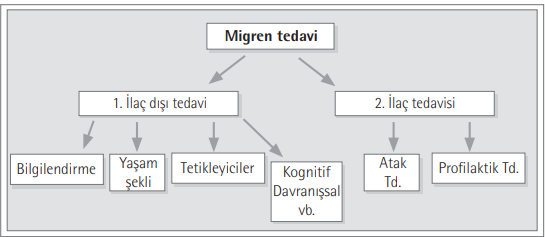 Migren tedavi
1. İlaç dışı tedavi
2. İlaç tedavisi
Bilgilendirme
Yaşam
şekli
Tetikleyiciler
Kognitif
Davranışsal
vb.
Atak
Td.
Profilaktik Td.